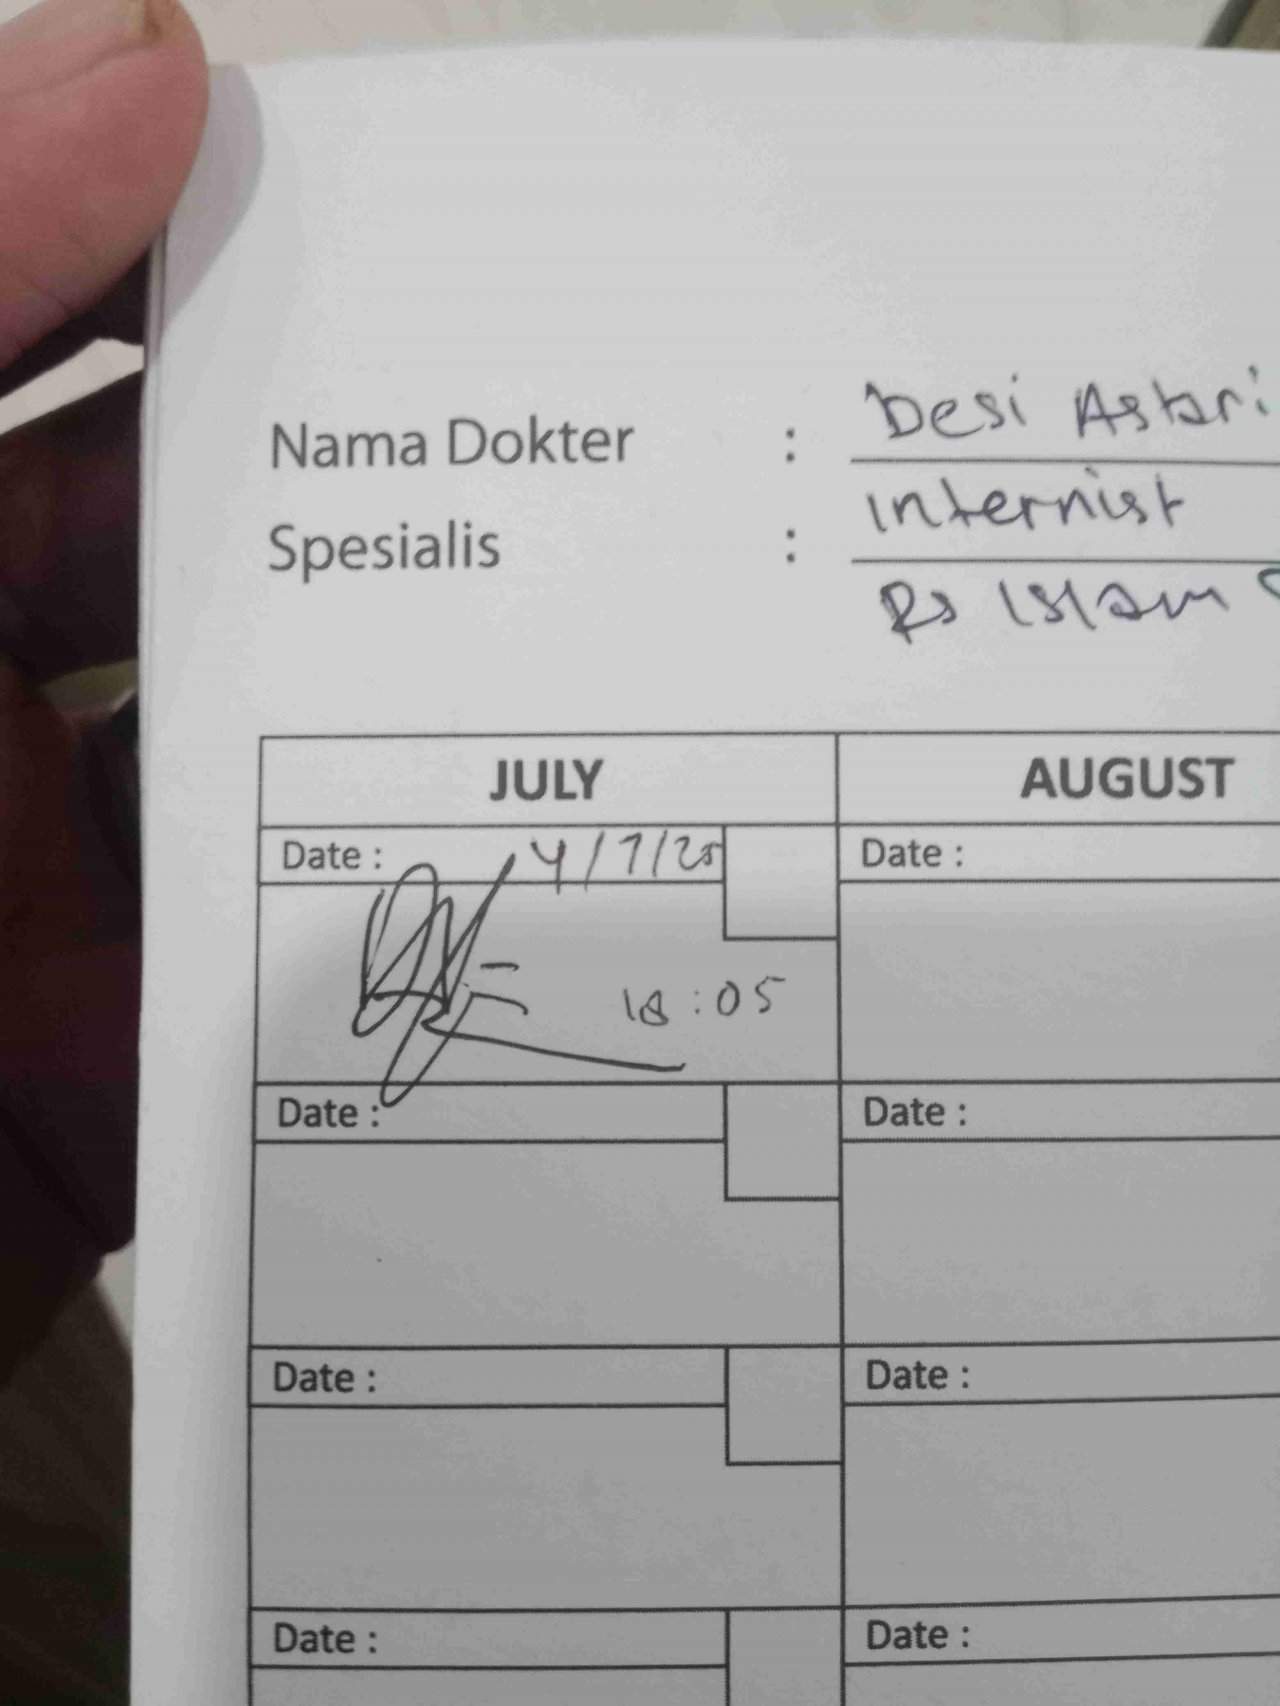 Nama Dokter : Desi Astari
Spesialis : Internist
Rs Islam
JULY AUGUST
Date : 4/7/25 Date :
18:05
Date : Date :
Date : Date :
Date : Date :